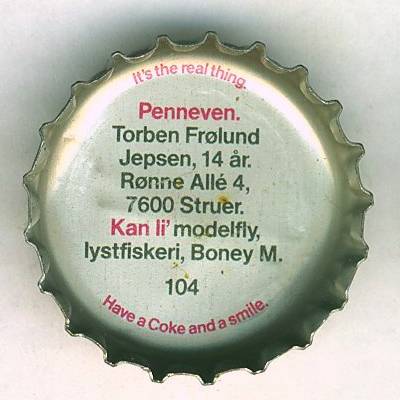 It's the real thing.
Penneven.
Torben Frølund
Jepsen, 14 år.
Rønne Allé 4,
7600 Struer.
Kan li' modelfly,
lystfiskeri, Boney M.
104
Have a Coke and a smile.